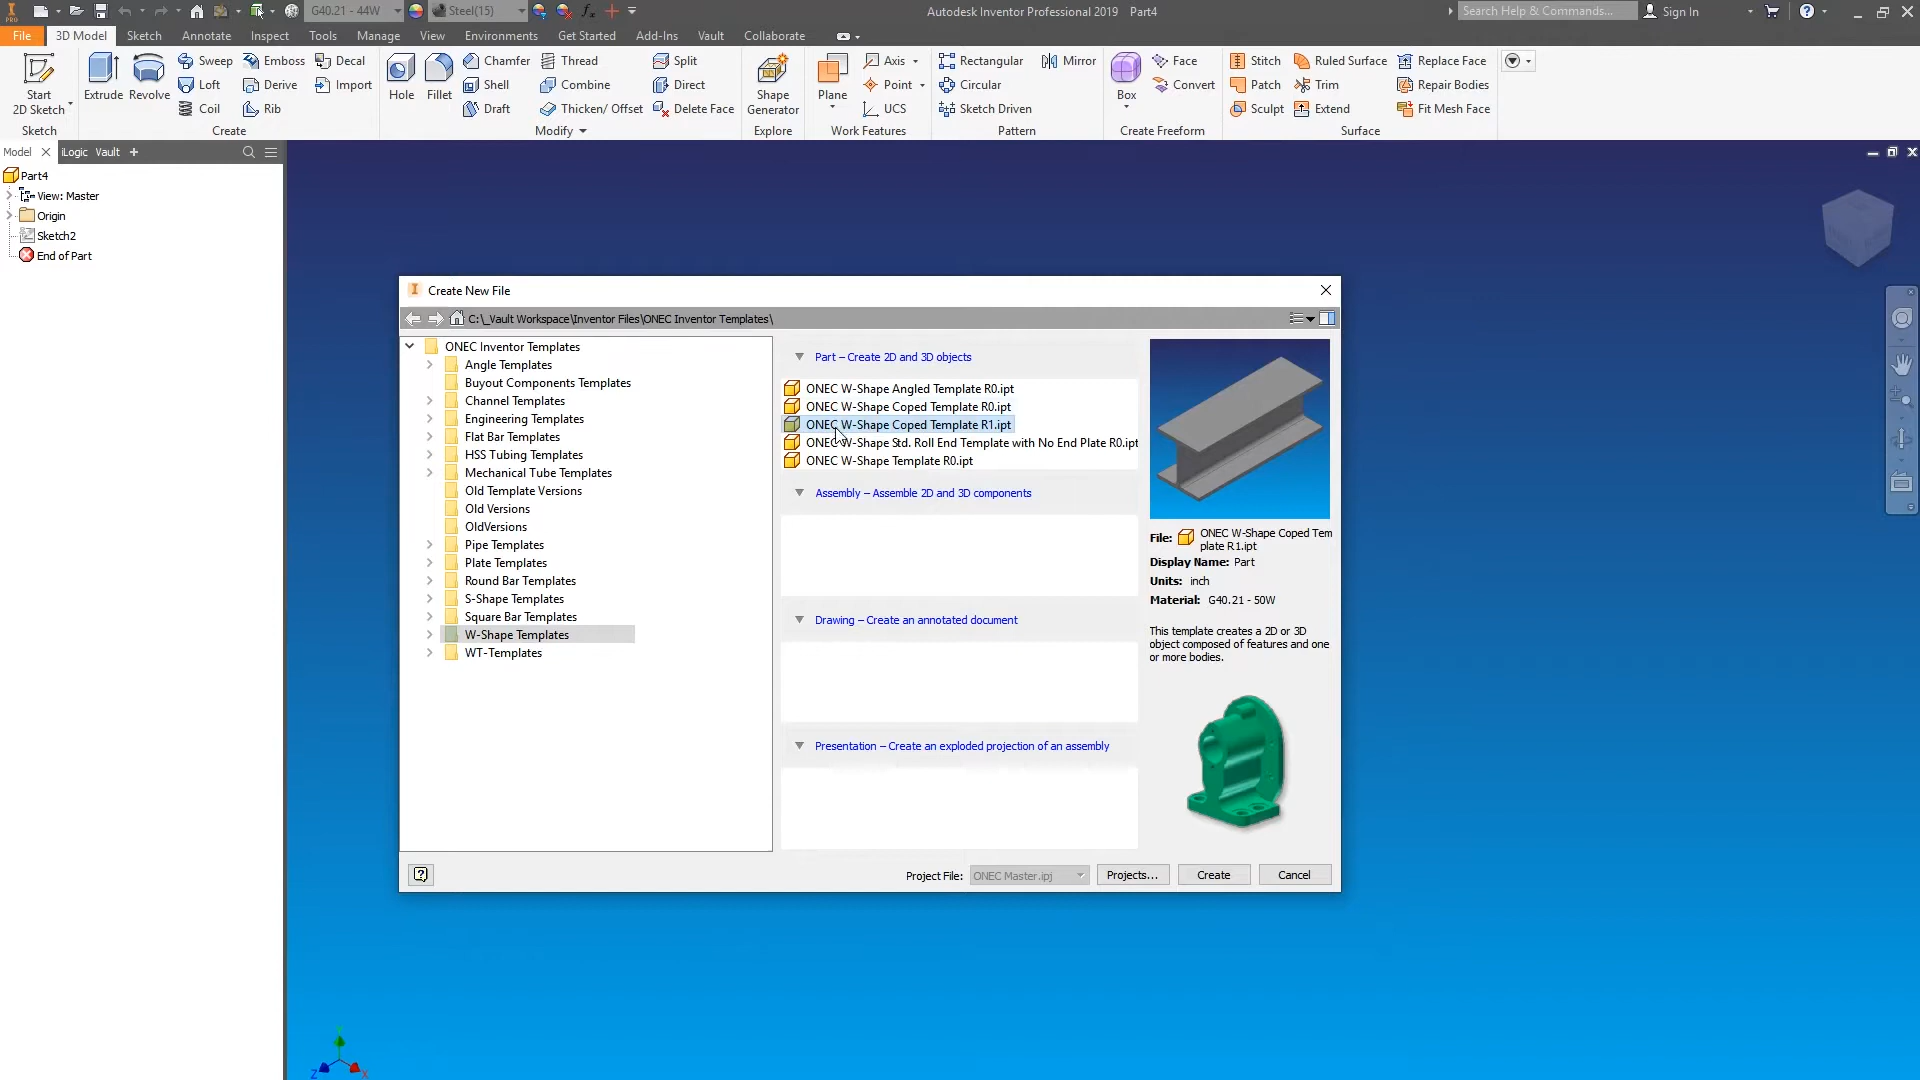 PRO
G40.21 - 44W
Steel(15)
fx
Autodesk Inventor Professional 2019 Part4
Search Help & Commands...
Sign In
File 3D Model Sketch Annotate Inspect Tools Manage View Environments Get Started Add-Ins Vault Collaborate
Start
2D Sketch
Sketch
Extrude
Revolve
Sweep
Loft
Coil
Emboss
Derive
Rib
Decal
Import
Create
Hole
Fillet
Chamfer
Shell
Draft
Thread
Combine
Thicken/ Offset
Split
Direct
Delete Face
Modify
Shape
Generator
Explore
Plane
Axis
Point
UCS
Work Features
Rectangular
Circular
Sketch Driven
Mirror
Pattern
Box
Face
Convert
Create Freeform
Stitch
Patch
Sculpt
Ruled Surface
Trim
Extend
Replace Face
Repair Bodies
Fit Mesh Face
Surface
Model iLogic Vault
Part4
View: Master
Origin
Sketch2
End of Part
Create New File
C:\_Vault Workspace\Inventor Files\ONEC Inventor Templates\
ONEC Inventor Templates
Angle Templates
Buyout Components Templates
Channel Templates
Engineering Templates
Flat Bar Templates
HSS Tubing Templates
Mechanical Tube Templates
Old Template Versions
Old Versions
OldVersions
Pipe Templates
Plate Templates
Round Bar Templates
S-Shape Templates
Square Bar Templates
W-Shape Templates
WT-Templates
Part – Create 2D and 3D objects
ONEC W-Shape Angled Template R0.ipt
ONEC W-Shape Coped Template R0.ipt
ONEC W-Shape Coped Template R1.ipt
ONEC W-Shape Std. Roll End Template with No End Plate R0.ipt
ONEC W-Shape Template R0.ipt
Assembly – Assemble 2D and 3D components
Drawing – Create an annotated document
Presentation – Create an exploded projection of an assembly
File: ONEC W-Shape Coped Tem
plate R1.ipt
Display Name: Part
Units: inch
Material: G40.21 - 50W
This template creates a 2D or 3D
object composed of features and one
or more bodies.
Project File: ONEC Master.ipj
Projects...
Create
Cancel
Y
Z
X